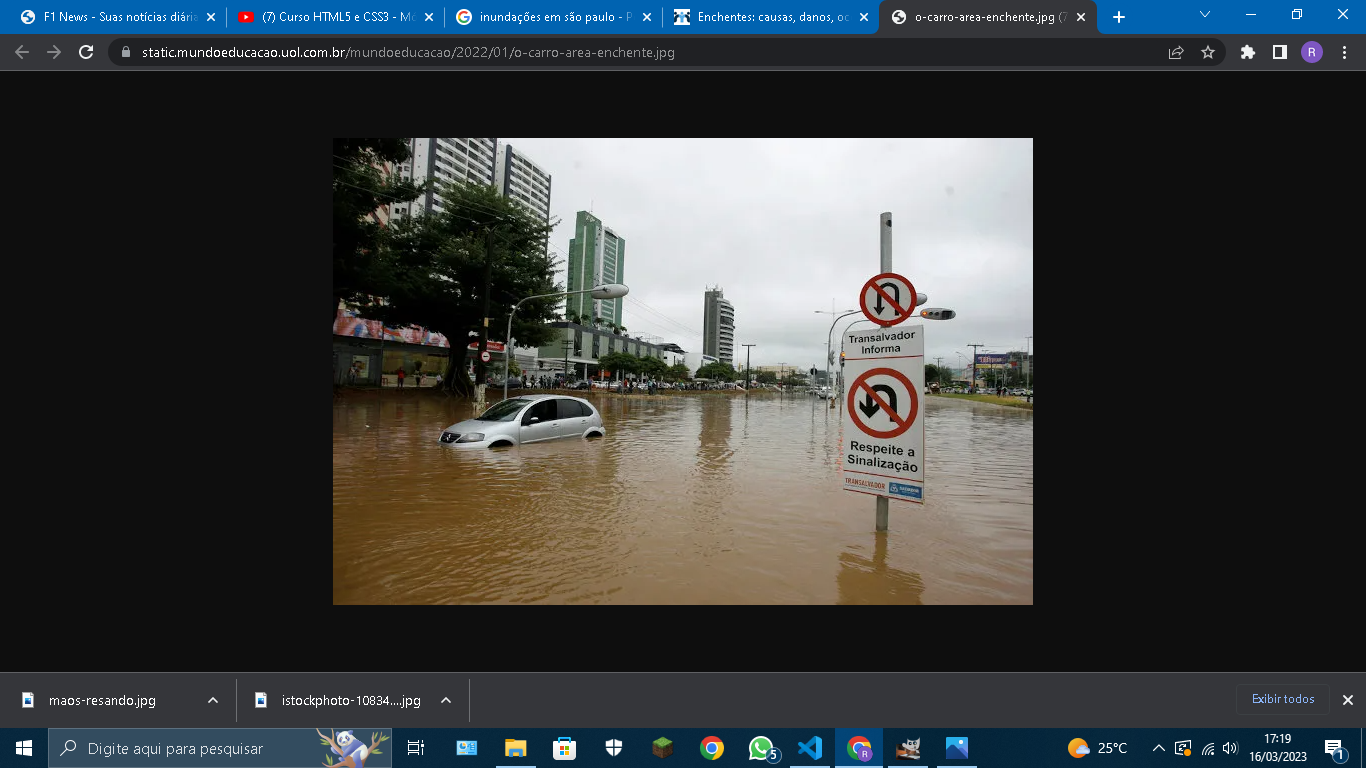 F1 News - Suas notícias diária
(7) Curso HTML5 e CSS3 - Mó
inundações em são paulo - P
Enchentes: causas, danos, oc
o-carro-area-enchente.jpg (7
static.mundoeducacao.uol.com.br/mundoeducacao/2022/01/o-carro-area-enchente.jpg
R
Transalvador
Informa
Respeite a
Sinalização
TRANSALVADOR
maos-resando.jpg
istockphoto-10834....jpg
Exibir todos
Digite aqui para pesquisar
5
R
25°C
17:19
16/03/2023
1